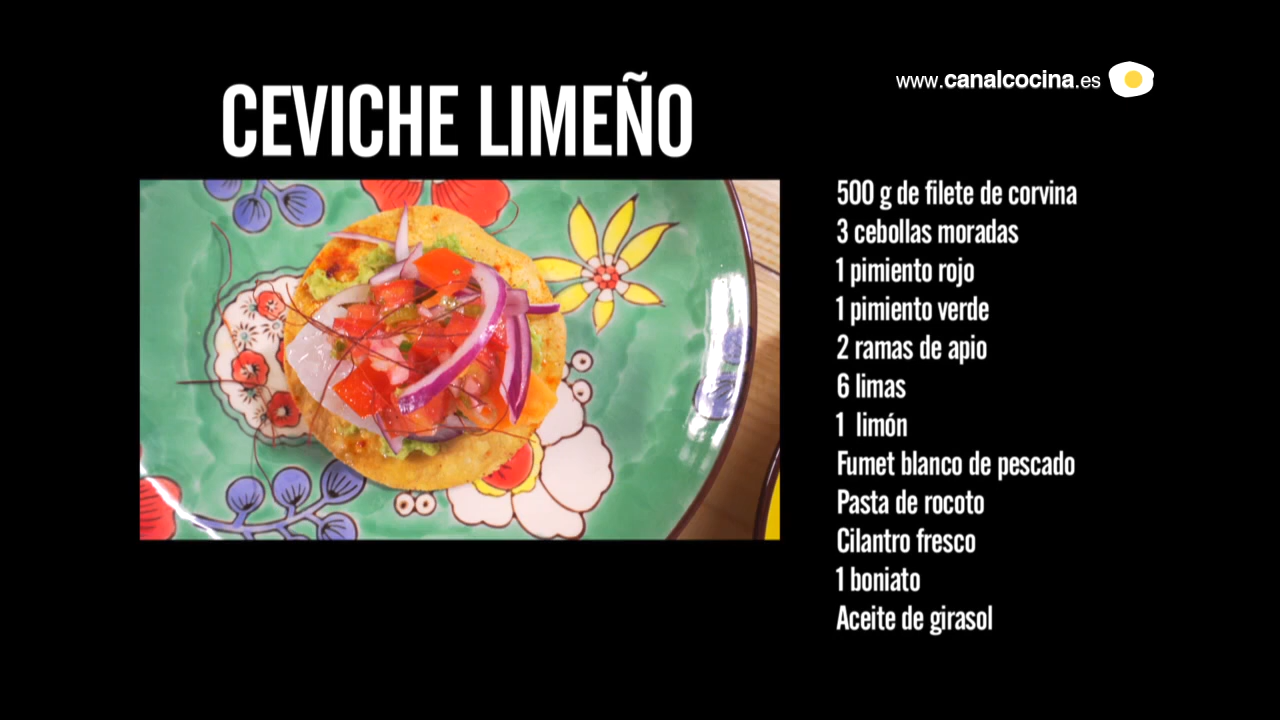 CEVICHE LIMEÑO
www.canalcocina.es
500 g de filete de corvina
3 cebollas moradas
1 pimiento rojo
1 pimiento verde
2 ramas de apio
6 limas
1 limón
Fumet blanco de pescado
Pasta de rocoto
Cilantro fresco
1 boniato
Aceite de girasol